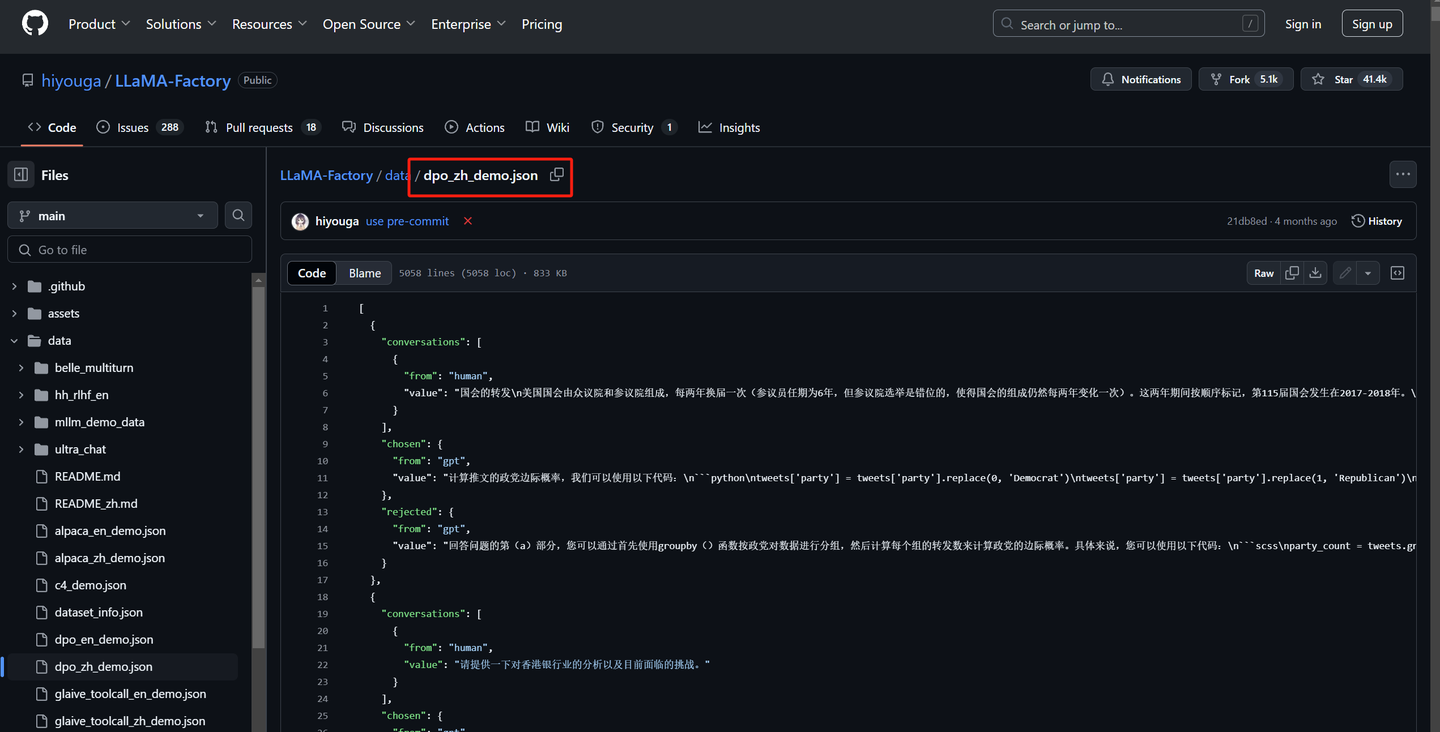 Product Solutions Resources Open Source Enterprise Pricing Search or jump to... / Sign in Sign up
hiyouga / LLaMA-Factory Public Notifications Fork 5.1k Star 41.4k
Code Issues 288 Pull requests 18 Discussions Actions Wiki Security 1 Insights
Files
main
Go to file
.github
assets
data
belle_multiturn
hh_rlhf_en
mllm_demo_data
ultra_chat
README.md
README_zh.md
alpaca_en_demo.json
alpaca_zh_demo.json
c4_demo.json
dataset_info.json
dpo_en_demo.json
dpo_zh_demo.json
glaive_toolcall_en_demo.json
glaive_toolcall_zh_demo.json
LLaMA-Factory / data / dpo_zh_demo.json
hiyouga use pre-commit 21db8ed · 4 months ago History
Code Blame 5058 lines (5058 loc) · 833 KB Raw
1 [
2 {
3 "conversations": [
4 {
5 "from": "human",
6 "value": "国会的转发\n美国国会由众议院和参议院组成，每两年换届一次（参议员任期为6年，但参议院选举是错位的，使得国会的组成仍然每两年变化一次）。这两年期间按顺序标记，第115届国会发生在2017-2018年。\
7 }
8 ],
9 "chosen": {
10 "from": "gpt",
11 "value": "计算推文的政党边际概率，我们可以使用以下代码：\n```python\ntweets['party'] = tweets['party'].replace(0, 'Democrat')\ntweets['party'] = tweets['party'].replace(1, 'Republican')\n
12 },
13 "rejected": {
14 "from": "gpt",
15 "value": "回答问题的第（a）部分，您可以通过首先使用groupby（）函数按政党对数据进行分组，然后计算每个组的转发数来计算政党的边际概率。具体来说，您可以使用以下代码：\n```scss\nparty_count = tweets.gr
16 }
17 },
18 {
19 "conversations": [
20 {
21 "from": "human",
22 "value": "请提供一下对香港银行业的分析以及目前面临的挑战。"
23 }
24 ],
25 "chosen": {